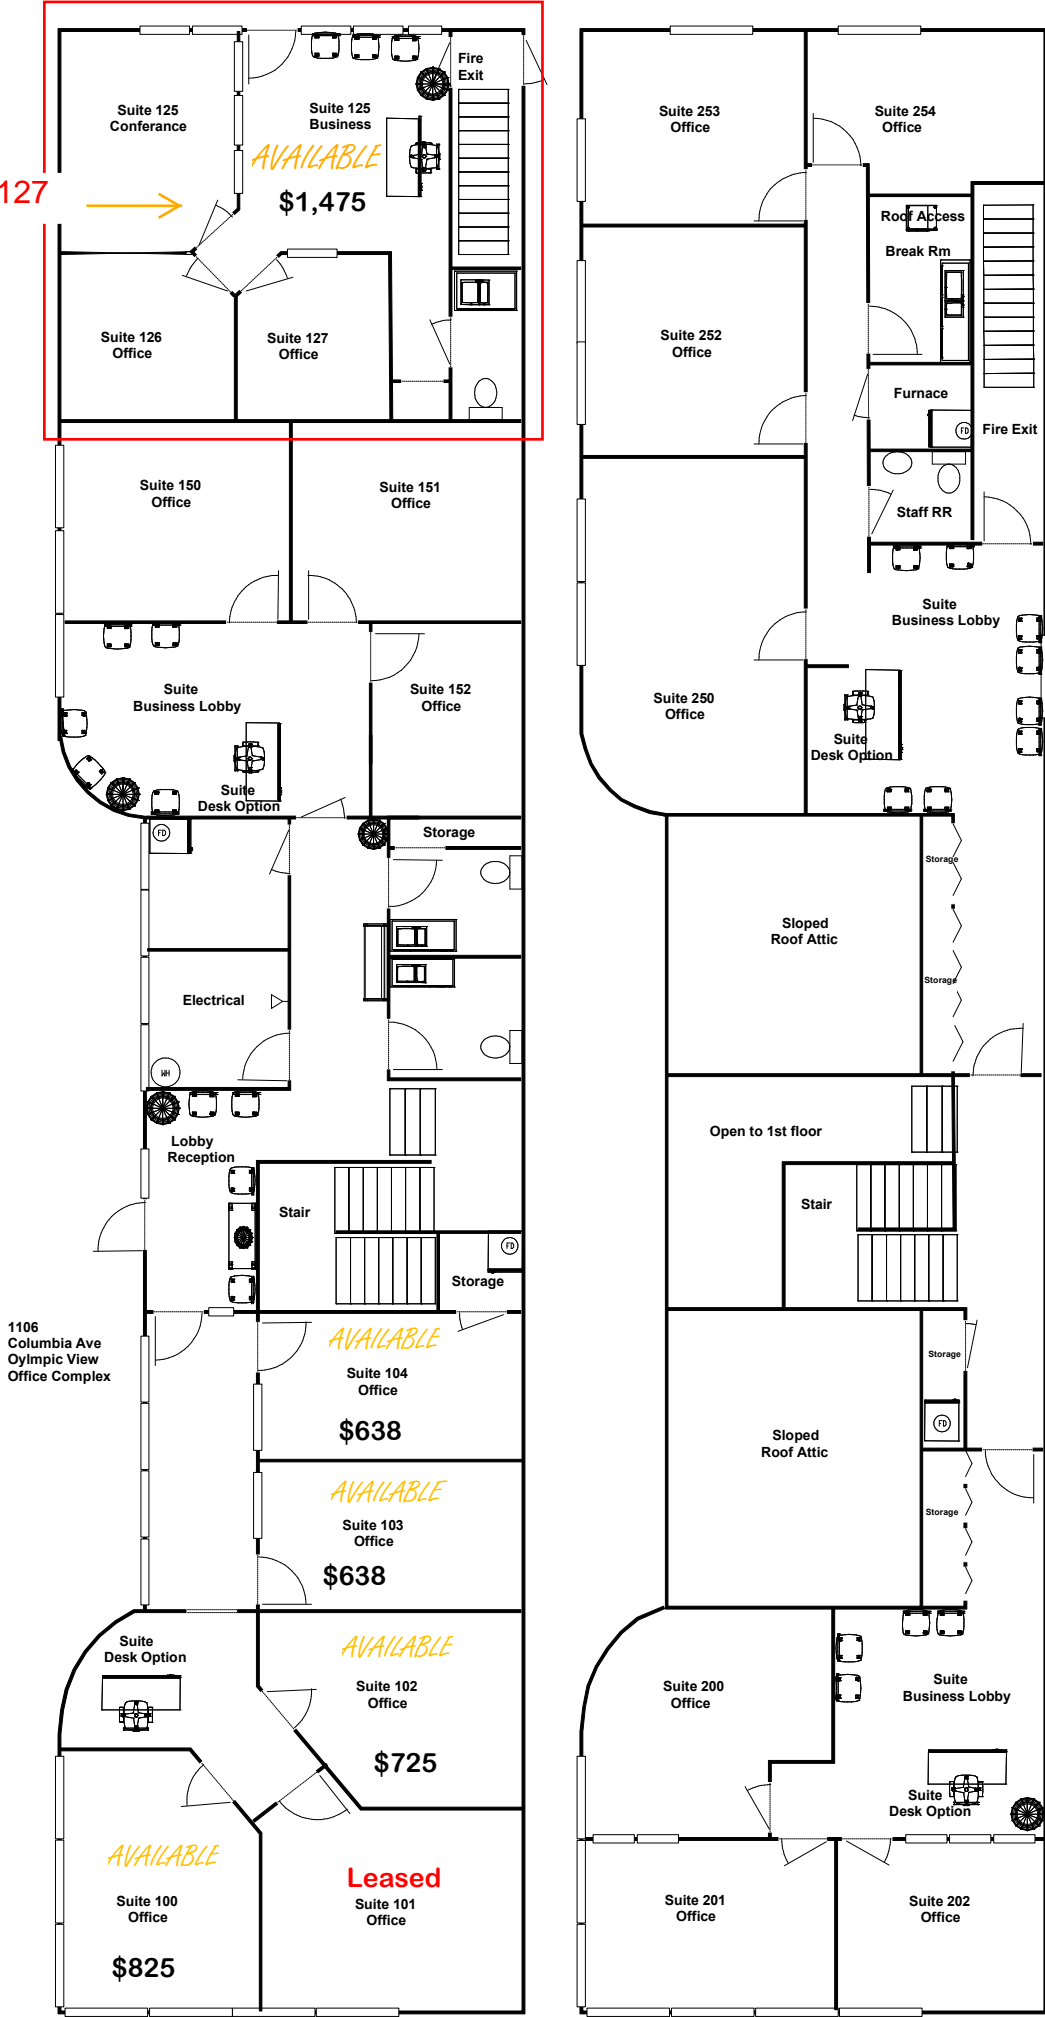 Fire
Exit
Suite 125
Conferance
Suite 125
Business
AVAILABLE
$1,475
127
Suite 126
Office
Suite 127
Office
Suite 150
Office
Suite 151
Office
Suite
Business Lobby
Suite 152
Office
Suite
Desk Option
FD
Storage
Electrical
WH
Lobby
Reception
Stair
FD
Storage
1106
Columbia Ave
Oylmpic View
Office Complex
AVAILABLE
Suite 104
Office
$638
AVAILABLE
Suite 103
Office
$638
Suite
Desk Option
AVAILABLE
Suite 102
Office
$725
AVAILABLE
Suite 100
Office
$825
Leased
Suite 101
Office
Suite 253
Office
Suite 254
Office
Roof Access
Break Rm
Suite 252
Office
Furnace
FD
Fire Exit
Staff RR
Suite
Business Lobby
Suite 250
Office
Suite
Desk Option
Storage
Sloped
Roof Attic
Storage
Open to 1st floor
Stair
Storage
FD
Sloped
Roof Attic
Storage
Suite 200
Office
Suite
Business Lobby
Suite
Desk Option
Suite 201
Office
Suite 202
Office